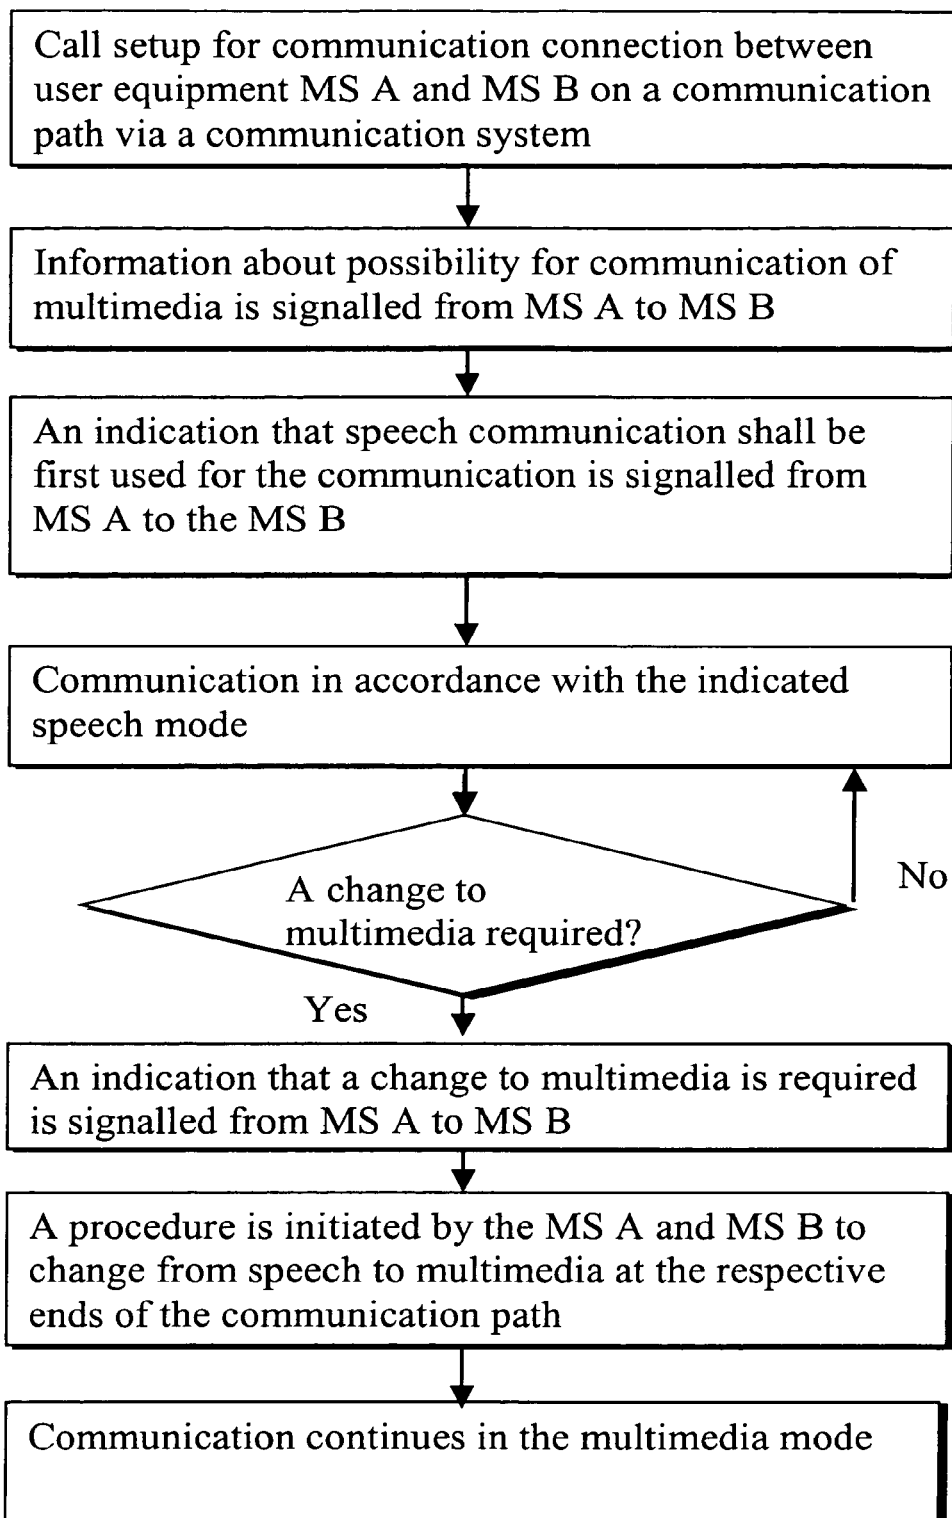 Call setup for communication connection between
user equipment MS A and MS B on a communication
path via a communication system
Information about possibility for communication of
multimedia is signalled from MS A to MS B
An indication that speech communication shall be
first used for the communication is signalled from
MS A to the MS B
Communication in accordance with the indicated
speech mode
No
A change to
multimedia required?
Yes
An indication that a change to multimedia is required
is signalled from MS A to MS B
A procedure is initiated by the MS A and MS B to
change from speech to multimedia at the respective
ends of the communication path
Communication continues in the multimedia mode